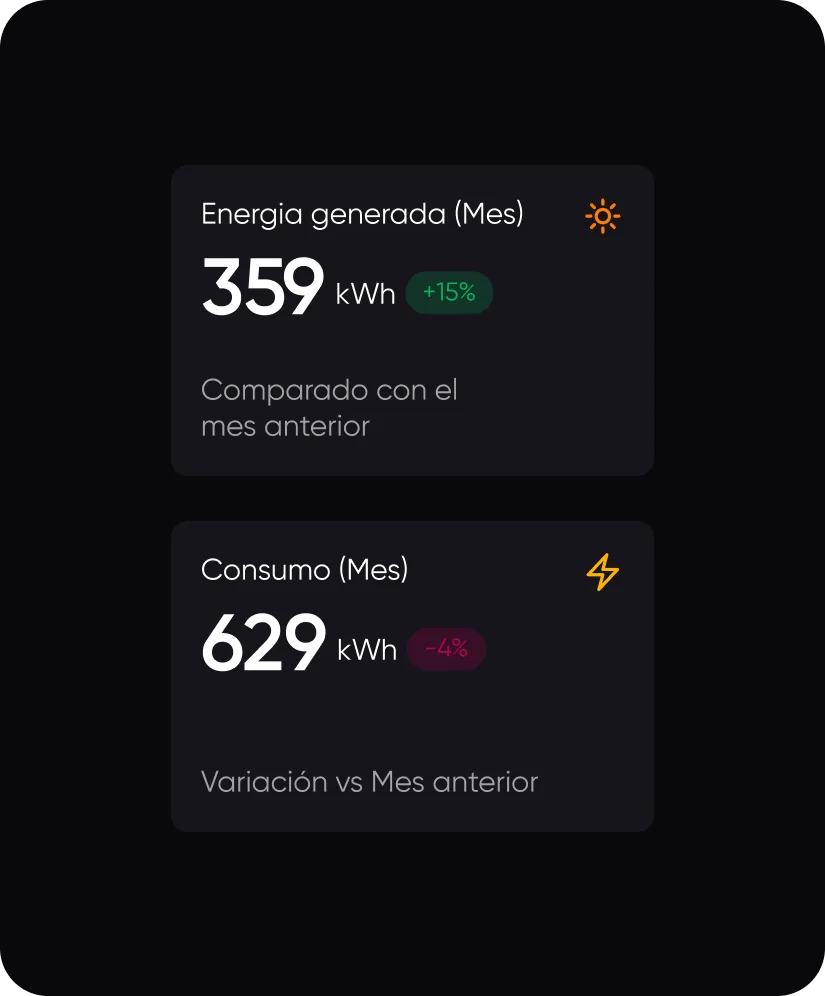 Energia generada (Mes)
359 kWh +15%
Comparado con el
mes anterior
Consumo (Mes)
629 kWh -4%
Variación vs Mes anterior